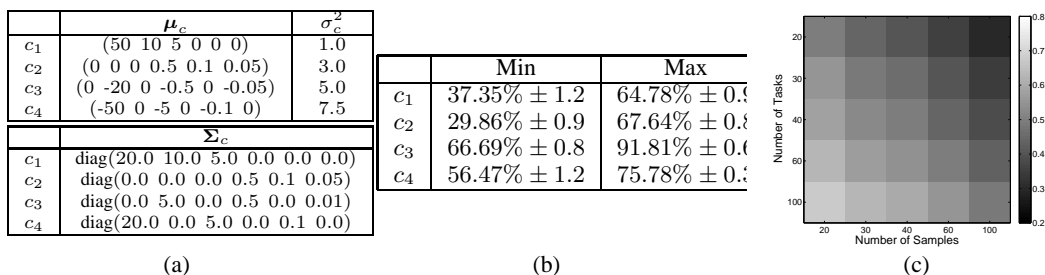 μ_c σ_c^2
c_1 (50 10 5 0 0 0) 1.0
c_2 (0 0 0 0.5 0.1 0.05) 3.0
c_3 (0 -20 0 -0.5 0 -0.05) 5.0
c_4 (-50 0 -5 0 -0.1 0) 7.5
Σ_c
c_1 diag(20.0 10.0 5.0 0.0 0.0 0.0)
c_2 diag(0.0 0.0 0.0 0.5 0.1 0.05)
c_3 diag(0.0 5.0 0.0 0.5 0.0 0.01)
c_4 diag(20.0 0.0 5.0 0.0 0.1 0.0)
(a)
Min Max
c_1 37.35% ± 1.2 64.78% ± 0.9
c_2 29.86% ± 0.9 67.64% ± 0.8
c_3 66.69% ± 0.8 91.81% ± 0.6
c_4 56.47% ± 1.2 75.78% ± 0.3
(b)
Number of Tasks
20
30
40
60
100
20 30 40 60 100
Number of Samples
0.8
0.7
0.6
0.5
0.4
0.3
0.2
(c)